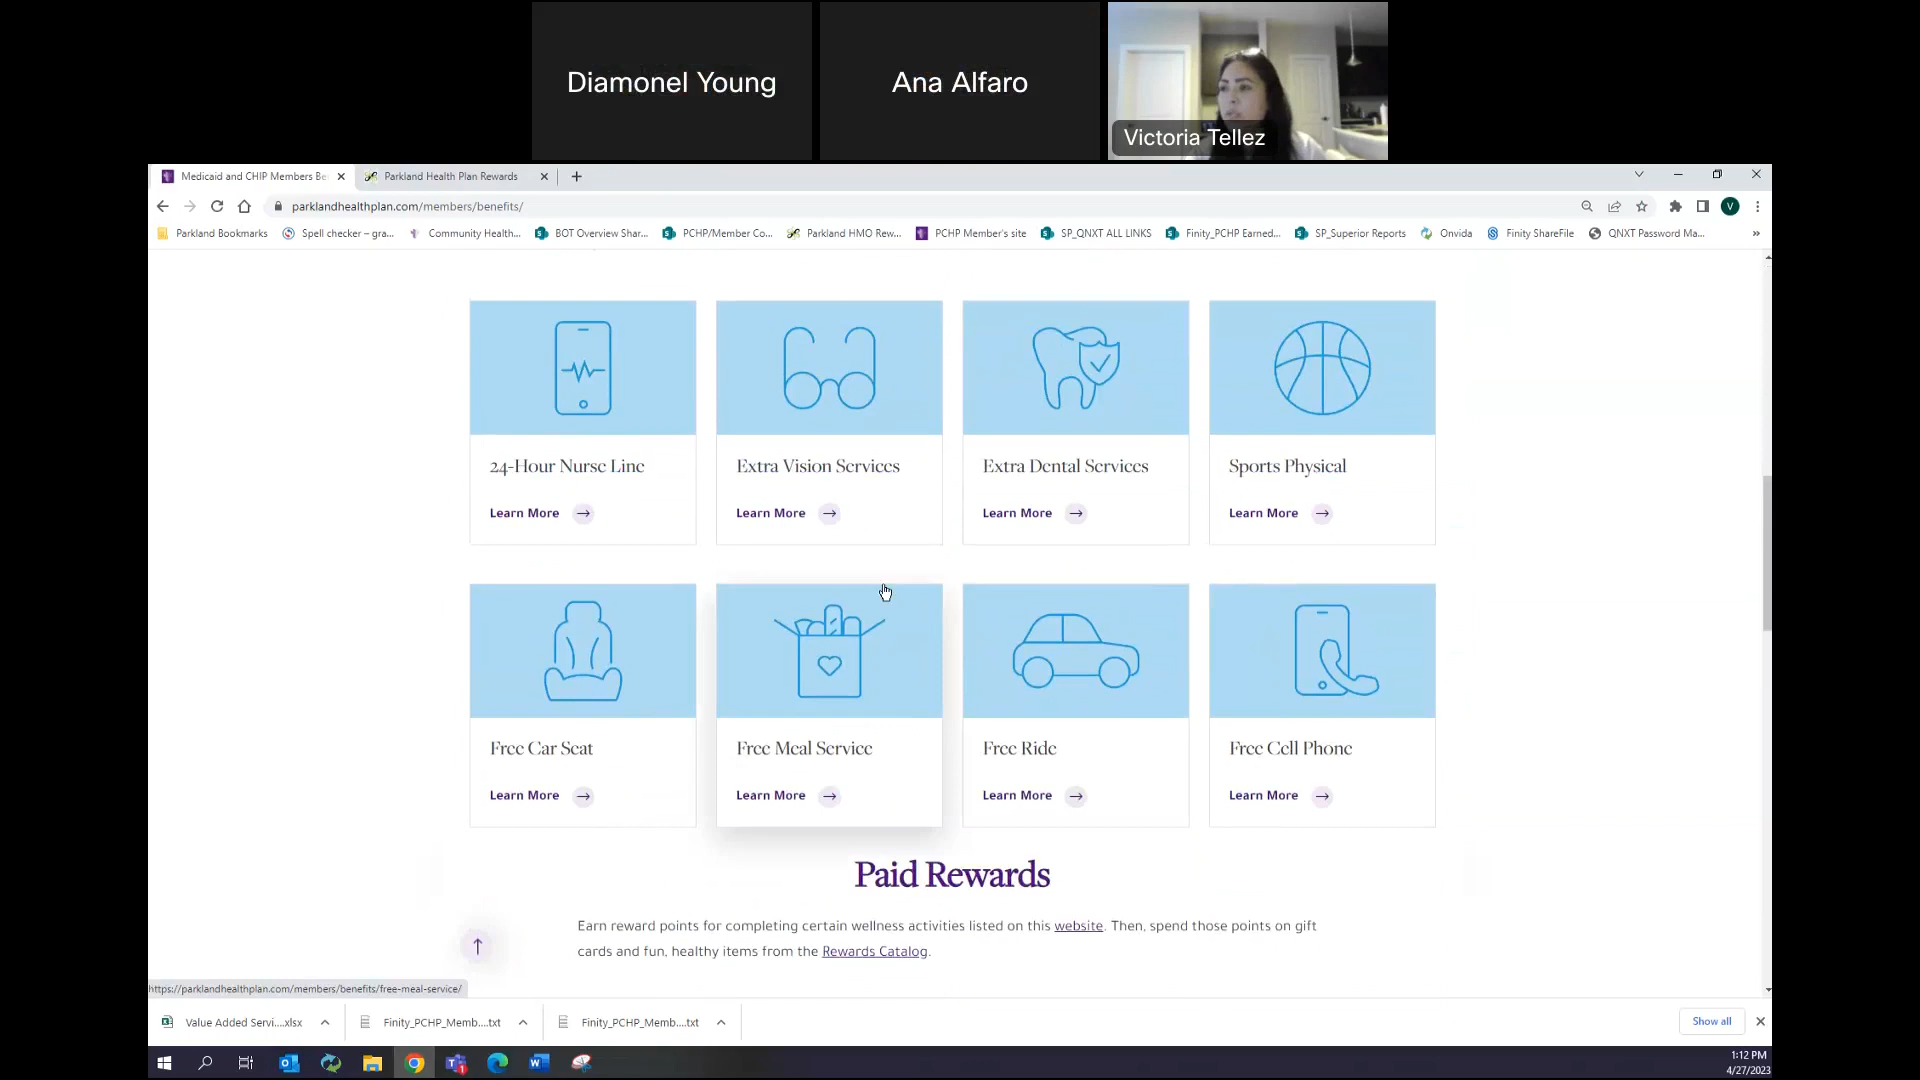 Diamonel Young
Ana Alfaro
Victoria Tellez
Medicaid and CHIP Members Be
Parkland Health Plan Rewards
parklandhealthplan.com/members/benefits/
V
Parkland Bookmarks
Spell checker – gra...
Community Health...
BOT Overview Shar...
PCHP/Member Co...
Parkland HMO Rew...
PCHP Member's site
SP_QNXT ALL LINKS
Finity_PCHP Earned...
SP_Superior Reports
Onvida
Finity ShareFile
QNXT Password Ma...
»
24-Hour Nurse Line
Extra Vision Services
Extra Dental Services
Sports Physical
Learn More
Learn More
Learn More
Learn More
Free Car Seat
Free Meal Service
Free Ride
Free Cell Phone
Learn More
Learn More
Learn More
Learn More
Paid Rewards
Earn reward points for completing certain wellness activities listed on this website. Then, spend those points on gift
cards and fun, healthy items from the Rewards Catalog.
https://parklandhealthplan.com/members/benefits/free-meal-service/
Value Added Servi....xlsx
Finity_PCHP_Memb....txt
Finity_PCHP_Memb....txt
Show all
1:12 PM
4/27/2023